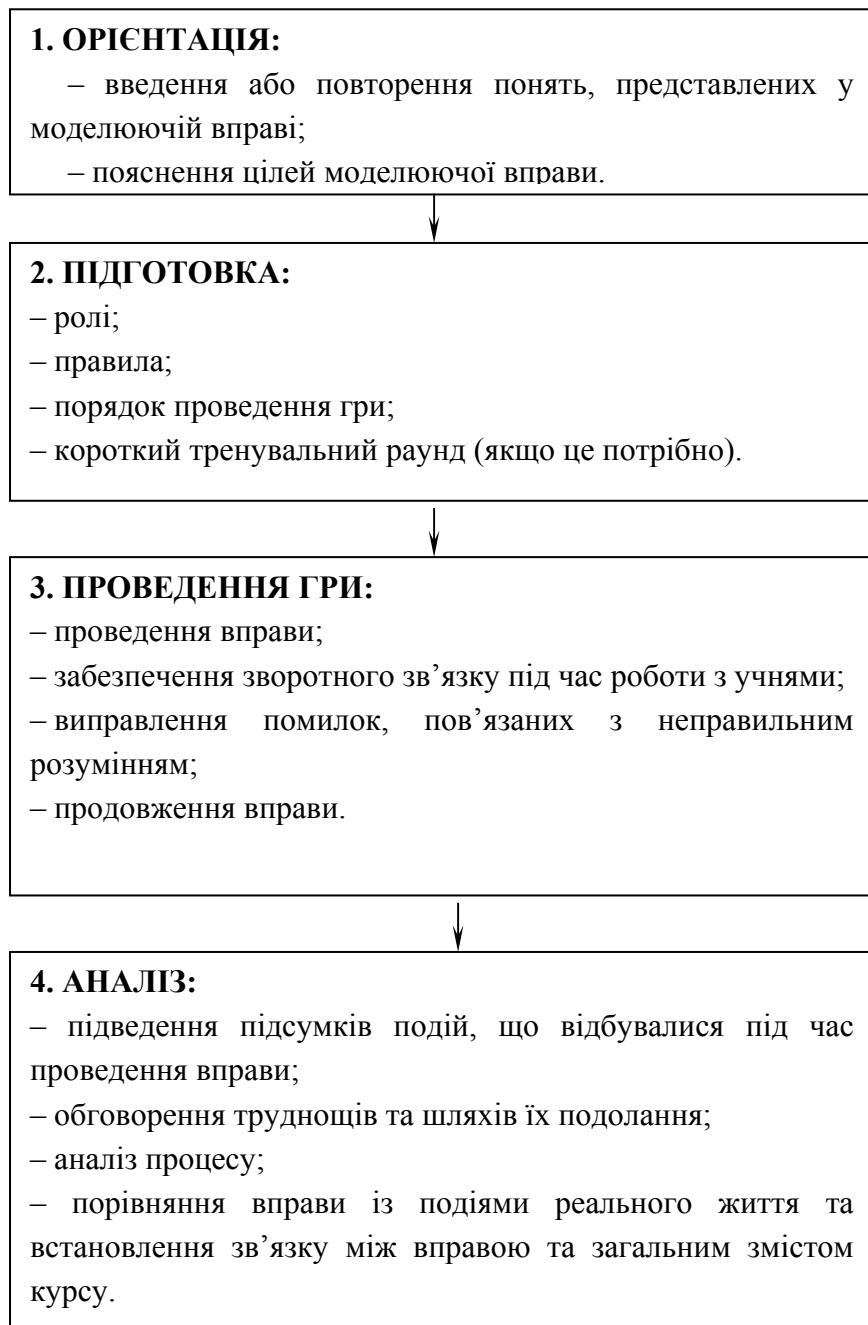 1. ОРІЄНТАЦІЯ:
– введення або повторення понять, представлених у
моделюючій вправі;
– пояснення цілей моделюючої вправи.
2. ПІДГОТОВКА:
– ролі;
– правила;
– порядок проведення гри;
– короткий тренувальний раунд (якщо це потрібно).
3. ПРОВЕДЕННЯ ГРИ:
– проведення вправи;
– забезпечення зворотного зв’язку під час роботи з учнями;
– виправлення помилок, пов’язаних з неправильним
розумінням;
– продовження вправи.
4. АНАЛІЗ:
– підведення підсумків подій, що відбувалися під час
проведення вправи;
– обговорення труднощів та шляхів їх подолання;
– аналіз процесу;
– порівняння вправи із подіями реального життя та
встановлення зв’язку між вправою та загальним змістом
курсу.